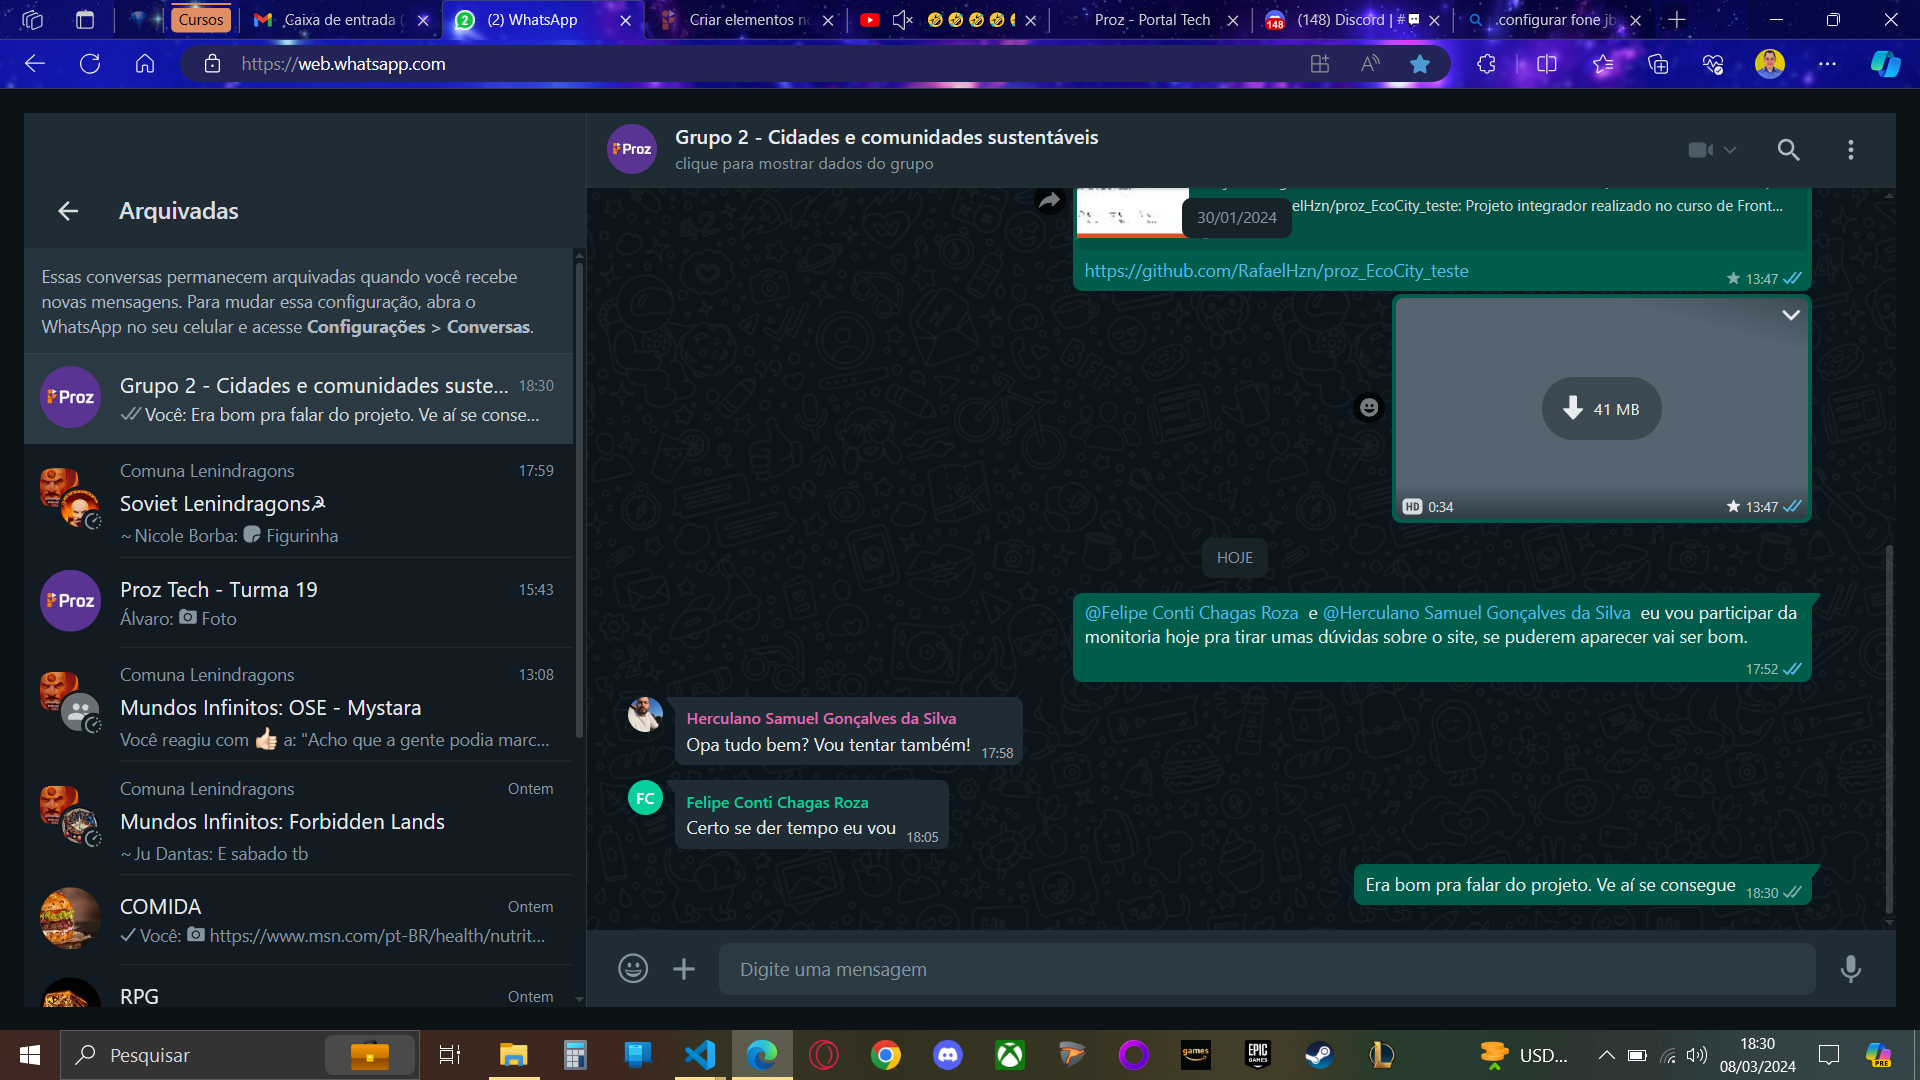 Cursos
Caixa de entrada (
(2) WhatsApp
Criar elementos no
🤣🤣🤣🤣
Proz - Portal Tech
(148) Discord | #
.configurar fone jb
https://web.whatsapp.com
Arquivadas
Essas conversas permanecem arquivadas quando você recebe
novas mensagens. Para mudar essa configuração, abra o
WhatsApp no seu celular e acesse Configurações > Conversas.
Proz
Grupo 2 - Cidades e comunidades suste... 18:30
Você: Era bom pra falar do projeto. Ve aí se conse...
Comuna Lenindragons 17:59
Soviet Lenindragons☭
~ Nicole Borba: Figurinha
Proz
Proz Tech - Turma 19 15:43
Álvaro: Foto
Comuna Lenindragons 13:08
Mundos Infinitos: OSE - Mystara
Você reagiu com 👍🏻 a: "Acho que a gente podia marc...
Comuna Lenindragons Ontem
Mundos Infinitos: Forbidden Lands
~ Ju Dantas: E sabado tb
COMIDA Ontem
Você: https://www.msn.com/pt-BR/health/nutrit...
RPG Ontem
Proz
Grupo 2 - Cidades e comunidades sustentáveis
clique para mostrar dados do grupo
30/01/2024
elHzn/proz_EcoCity_teste: Projeto integrador realizado no curso de Front...
https://github.com/RafaelHzn/proz_EcoCity_teste
13:47
41 MB
HD 0:34
13:47
HOJE
@Felipe Conti Chagas Roza e @Herculano Samuel Gonçalves da Silva eu vou participar da
monitoria hoje pra tirar umas dúvidas sobre o site, se puderem aparecer vai ser bom.
17:52
Herculano Samuel Gonçalves da Silva
Opa tudo bem? Vou tentar também! 17:58
FC
Felipe Conti Chagas Roza
Certo se der tempo eu vou 18:05
Era bom pra falar do projeto. Ve aí se consegue 18:30
Digite uma mensagem
Pesquisar
games
EPIC
GAMES
USD...
18:30
08/03/2024
PRE